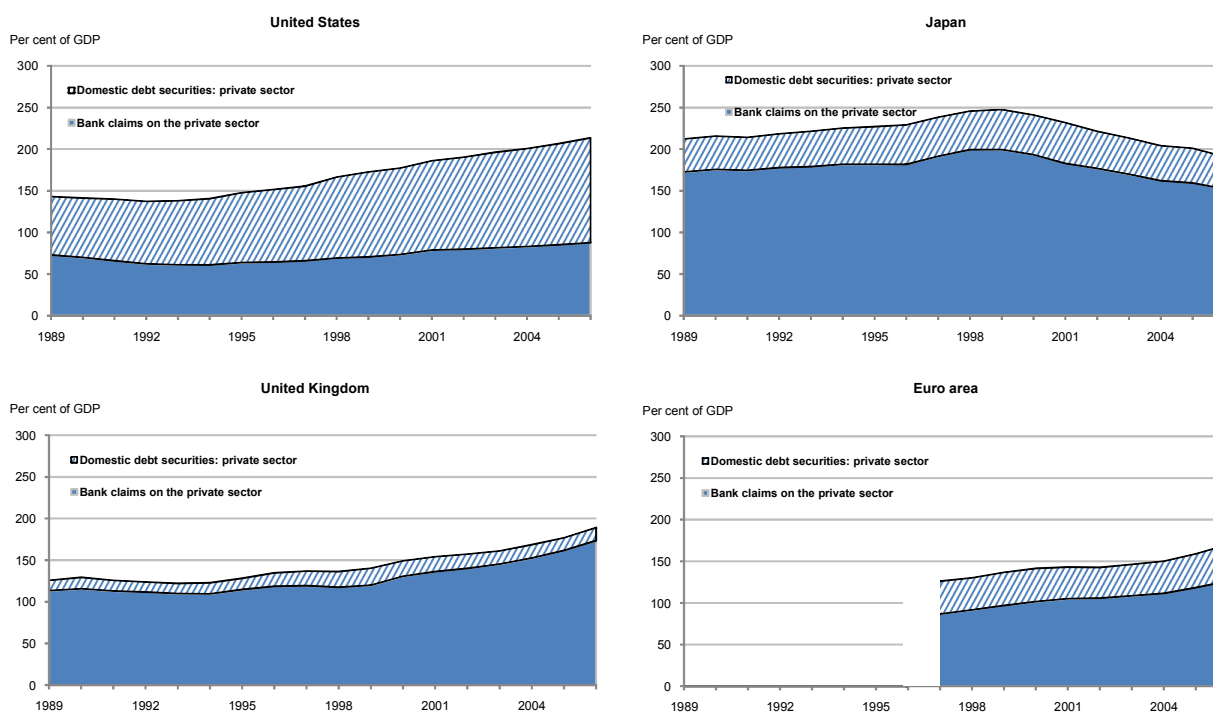 United States
Per cent of GDP
300
250
200
150
100
50
0
Domestic debt securities: private sector
Bank claims on the private sector
1989 1992 1995 1998 2001 2004
Japan
Per cent of GDP
300
250
200
150
100
50
0
Domestic debt securities: private sector
Bank claims on the private sector
1989 1992 1995 1998 2001 2004
United Kingdom
Per cent of GDP
300
250
200
150
100
50
0
Domestic debt securities: private sector
Bank claims on the private sector
1989 1992 1995 1998 2001 2004
Euro area
Per cent of GDP
300
250
200
150
100
50
0
Domestic debt securities: private sector
Bank claims on the private sector
1989 1992 1995 1998 2001 2004